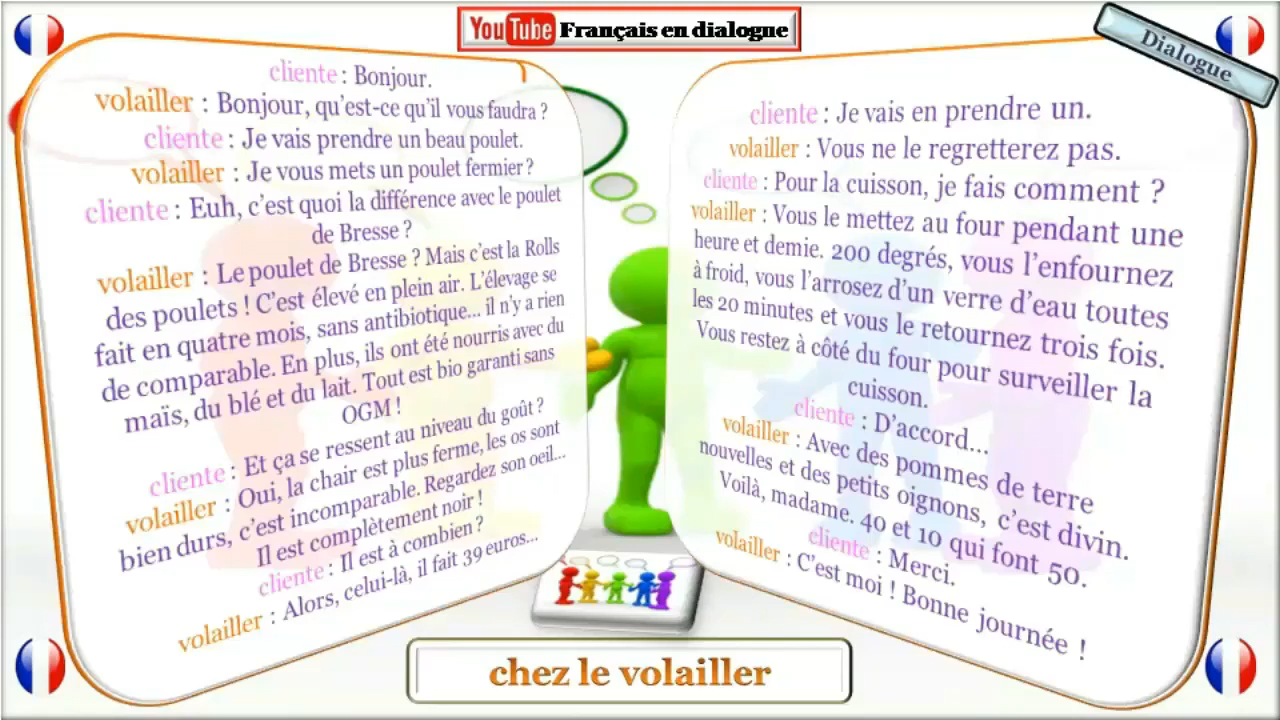 YouTube Français en dialogue
Dialogue
cliente : Bonjour.
volailler : Bonjour, qu'est-ce qu'il vous faudra ?
cliente : Je vais prendre un beau poulet.
volailler : Je vous mets un poulet fermier ?
cliente : Euh, c'est quoi la différence avec le poulet
de Bresse ?
volailler : Le poulet de Bresse ? Mais c'est la Rolls
des poulets ! C'est élevé en plein air. L'élevage se
fait en quatre mois, sans antibiotique... il n'y a rien
de comparable. En plus, ils ont été nourris avec du
maïs, du blé et du lait. Tout est bio garanti sans
OGM !
cliente : Et ça se ressent au niveau du goût ?
volailler : Oui, la chair est plus ferme, les os sont
bien durs, c'est incomparable. Regardez son oeil...
Il est complètement noir !
cliente : Il est à combien ?
volailler : Alors, celui-là, il fait 39 euros...
cliente : Je vais en prendre un.
volailler : Vous ne le regretterez pas.
cliente : Pour la cuisson, je fais comment ?
volailler : Vous le mettez au four pendant une
heure et demie. 200 degrés, vous l'enfournez
à froid, vous l'arrosez d'un verre d'eau toutes
les 20 minutes et vous le retournez trois fois.
Vous restez à côté du four pour surveiller la
cuisson.
cliente : D'accord...
volailler : Avec des pommes de terre
nouvelles et des petits oignons, c'est divin.
Voilà, madame. 40 et 10 qui font 50.
cliente : Merci.
volailler : C'est moi ! Bonne journée !
chez le volailler